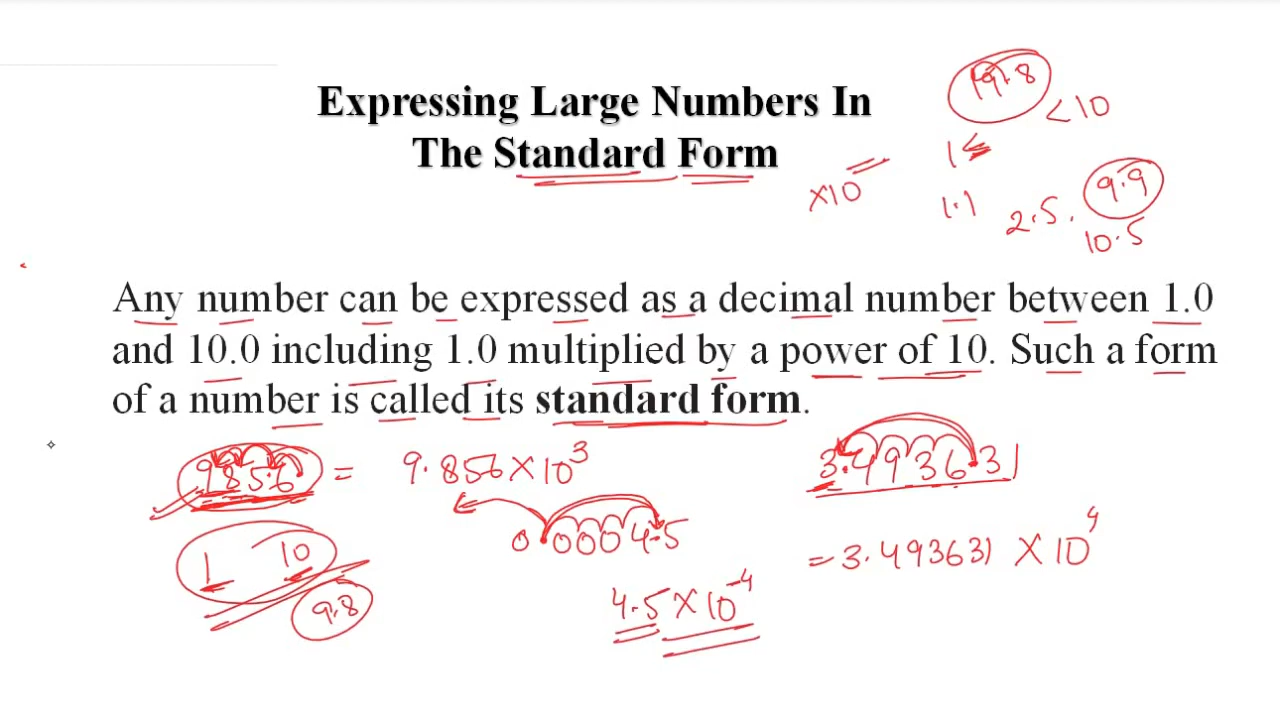 Expressing Large Numbers In
The Standard Form
19.8
< 10
1 ≤
×10
1.1
2.5.
9.9
10.5
Any number can be expressed as a decimal number between 1.0
and 10.0 including 1.0 multiplied by a power of 10. Such a form
of a number is called its standard form.
9856 = 9.856 × 10³
34936.31
0.00045
1 10
= 3.493631 × 10⁴
9.8
4.5 × 10⁻⁴